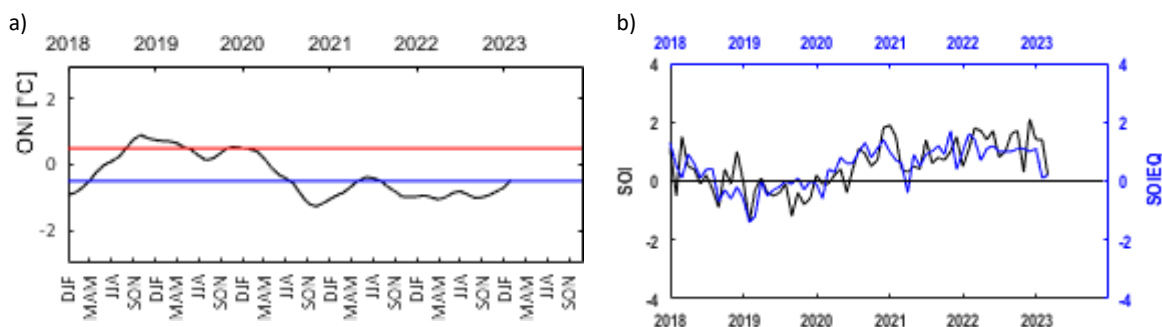 a)
2018 2019 2020 2021 2022 2023
ONI [°C]
2
0
-2
DJF MAM JJA SON DJF MAM JJA SON DJF MAM JJA SON DJF MAM JJA SON DJF MAM JJA SON DJF MAM JJA SON
b)
2018 2019 2020 2021 2022 2023
SOI
4
2
0
-2
-4
4
2
0
-2
-4
SOIEQ
2018 2019 2020 2021 2022 2023